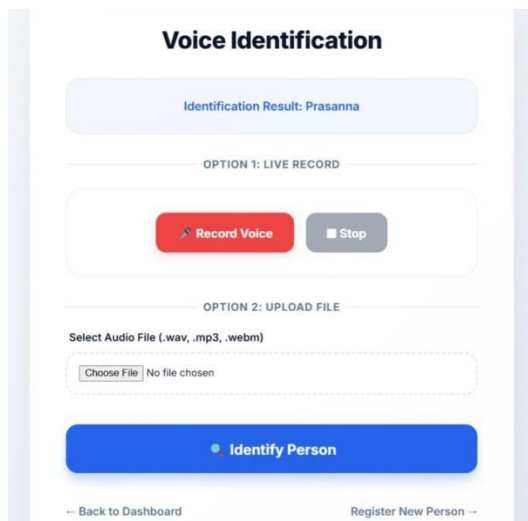 Voice Identification
Identification Result: Prasanna
OPTION 1: LIVE RECORD
Record Voice
Stop
OPTION 2: UPLOAD FILE
Select Audio File (.wav, .mp3, .webm)
Choose File No file chosen
Identify Person
← Back to Dashboard
Register New Person →